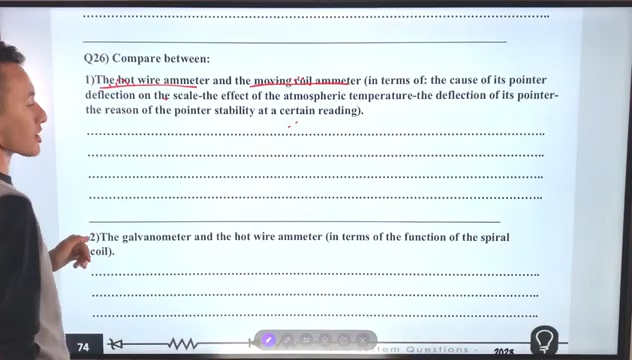 Q26) Compare between:
1)The hot wire ammeter and the moving coil ammeter (in terms of: the cause of its pointer
deflection on the scale-the effect of the atmospheric temperature-the deflection of its pointer-
the reason of the pointer stability at a certain reading).
2)The galvanometer and the hot wire ammeter (in terms of the function of the spiral
coil).
74
Questions -